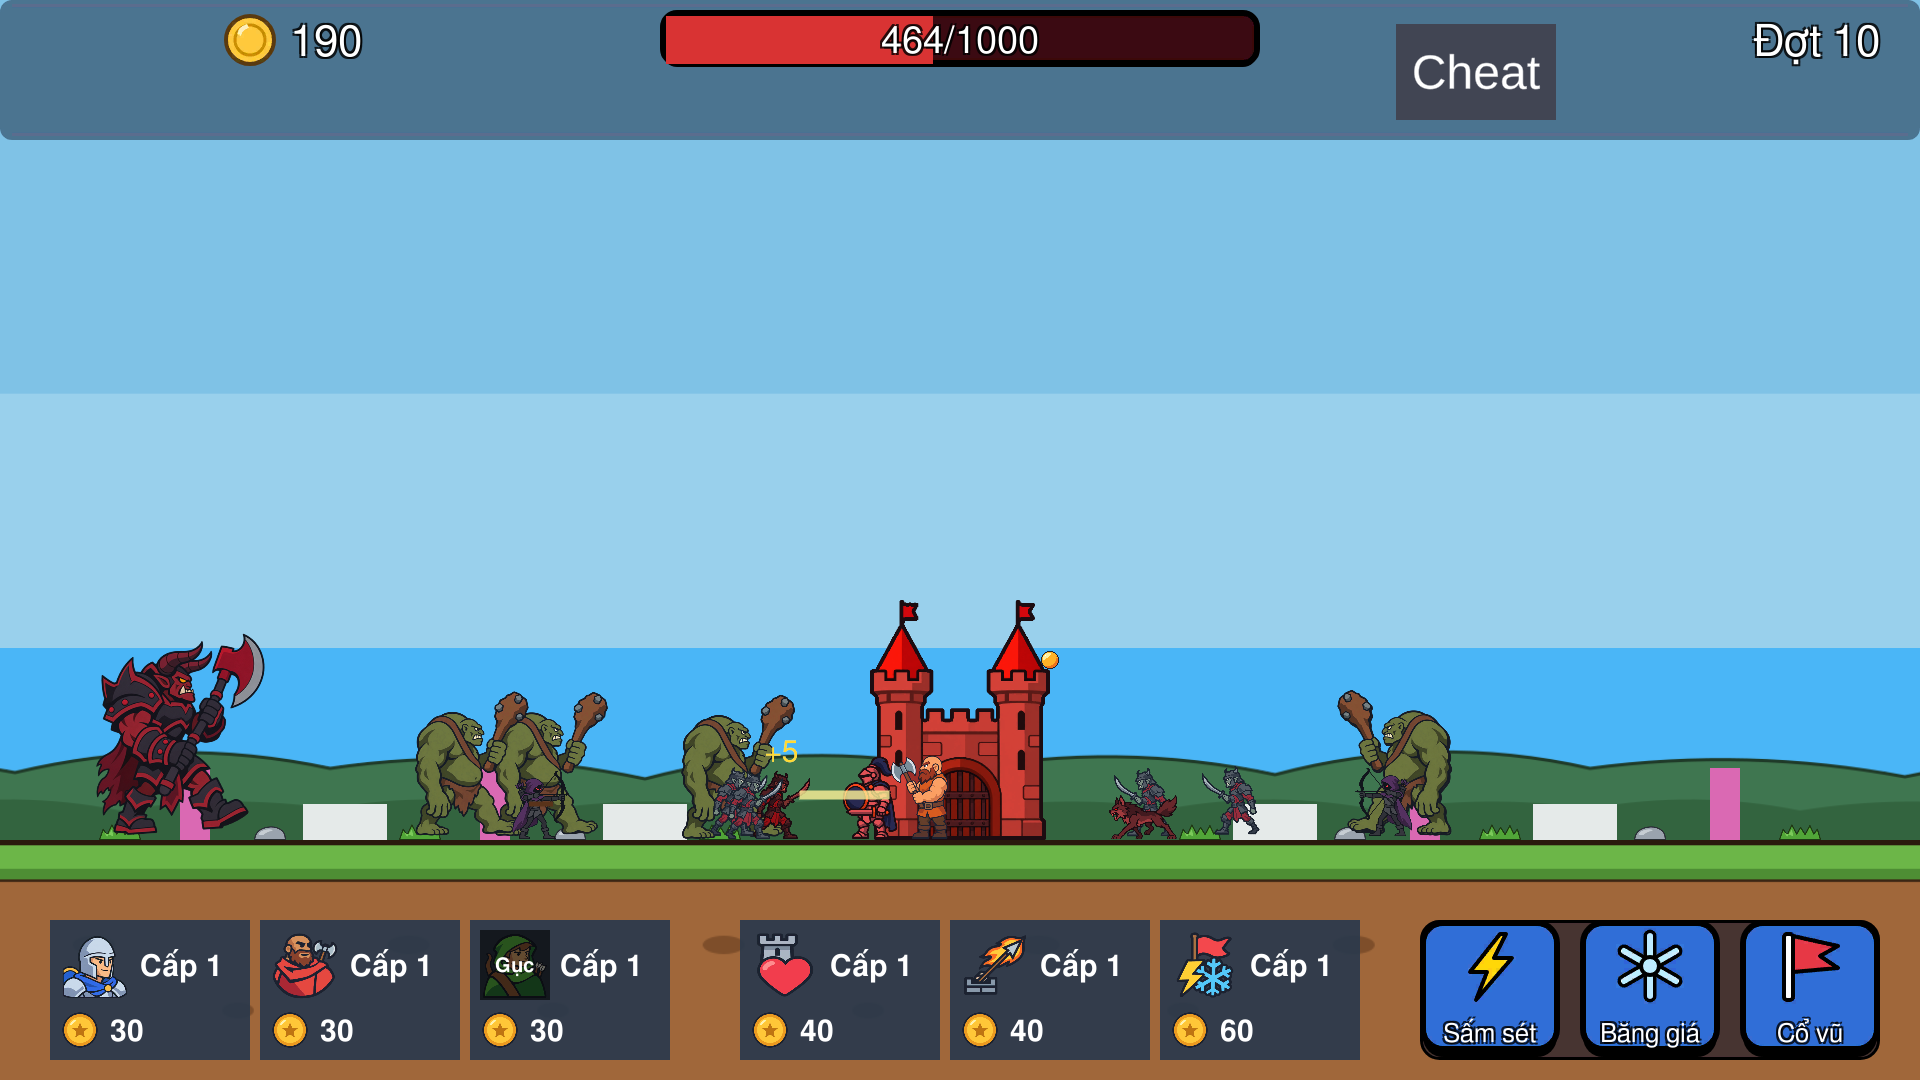 190
464/1000
Cheat
Đợt 10
+5
Cấp 1
30
Cấp 1
30
Gục
Cấp 1
30
Cấp 1
40
Cấp 1
40
Cấp 1
60
Sấm sét
Băng giá
Cổ vũ